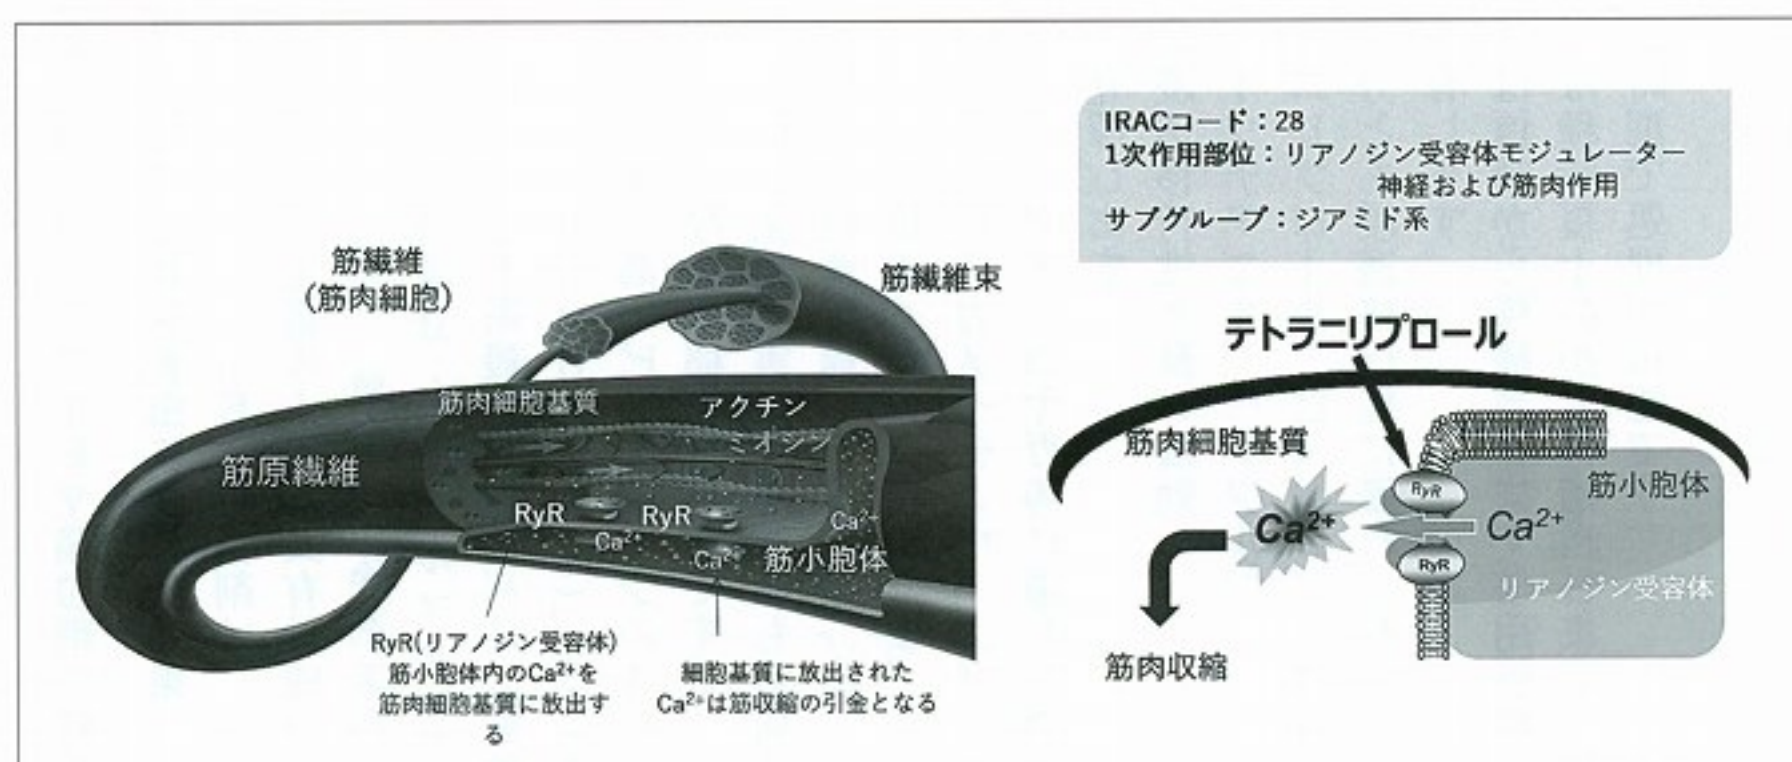 IRACコード：28
1次作用部位：リアノジン受容体モジュレーター
神経および筋肉作用
サブグループ：ジアミド系
筋繊維
(筋肉細胞)
筋繊維束
筋肉細胞基質
アクチン
ミオシン
筋原繊維
RyR
RyR
Ca²⁺
Ca²⁺
Ca²⁺
筋小胞体
RyR(リアノジン受容体)
筋小胞体内のCa²⁺を
筋肉細胞基質に放出す
る
細胞基質に放出された
Ca²⁺は筋収縮の引金となる
テトラニリプロール
筋肉細胞基質
RyR
筋小胞体
Ca²⁺
Ca²⁺
RyR
リアノジン受容体
筋肉収縮